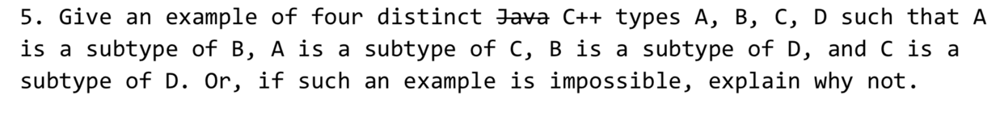 5. Give an example of four distinct Java C++ types A, B, C, D such that A
is a subtype of B, A is a subtype of C, B is a subtype of D, and C is a
subtype of D. Or, if such an example is impossible, explain why not.